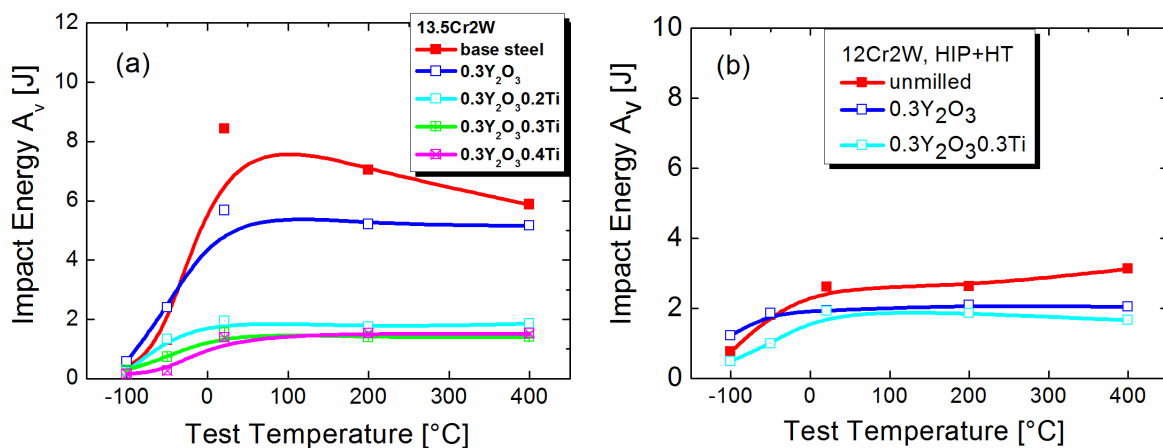 (a)
13.5Cr2W
base steel
0.3Y₂O₃
0.3Y₂O₃0.2Ti
0.3Y₂O₃0.3Ti
0.3Y₂O₃0.4Ti
Impact Energy Aᵥ [J]
12
10
8
6
4
2
0
-100 0 100 200 300 400
Test Temperature [°C]
(b)
12Cr2W, HIP+HT
unmilled
0.3Y₂O₃
0.3Y₂O₃0.3Ti
Impact Energy Aᵥ [J]
10
8
6
4
2
0
-100 0 100 200 300 400
Test Temperature [°C]